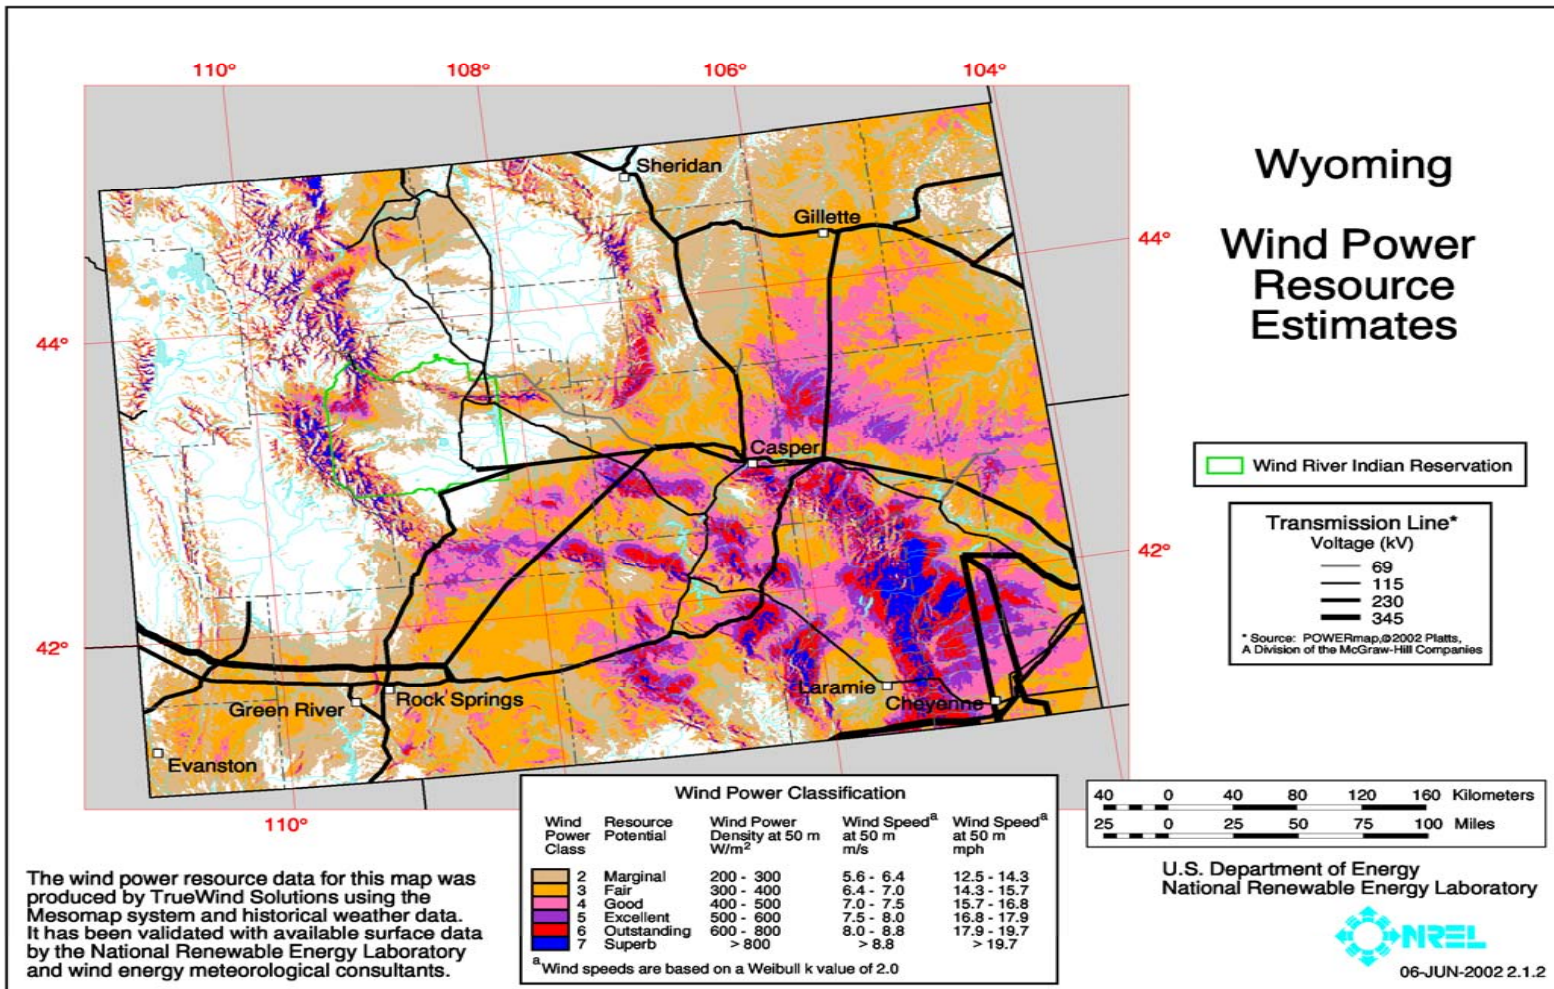 110°
108°
106°
104°
Wyoming
Wind Power
Resource
Estimates
Sheridan
Gillette
44°
44°
Casper
Wind River Indian Reservation
Transmission Line*
Voltage (kV)
69
115
230
345
* Source: POWERmap,©2002 Platts,
A Division of the McGraw-Hill Companies
42°
42°
Laramie
Cheyenne
Rock Springs
Green River
Evanston
110°
40 0 40 80 120 160 Kilometers
25 0 25 50 75 100 Miles
Wind Power Classification
Wind Power Class
Resource Potential
Wind Power Density at 50 m W/m²
Wind Speedª at 50 m m/s
Wind Speedª at 50 m mph
2 Marginal 200 - 300 5.6 - 6.4 12.5 - 14.3
3 Fair 300 - 400 6.4 - 7.0 14.3 - 15.7
4 Good 400 - 500 7.0 - 7.5 15.7 - 16.8
5 Excellent 500 - 600 7.5 - 8.0 16.8 - 17.9
6 Outstanding 600 - 800 8.0 - 8.8 17.9 - 19.7
7 Superb > 800 > 8.8 > 19.7
ª Wind speeds are based on a Weibull k value of 2.0
The wind power resource data for this map was
produced by TrueWind Solutions using the
Mesomap system and historical weather data.
It has been validated with available surface data
by the National Renewable Energy Laboratory
and wind energy meteorological consultants.
U.S. Department of Energy
National Renewable Energy Laboratory
NREL
06-JUN-2002 2.1.2